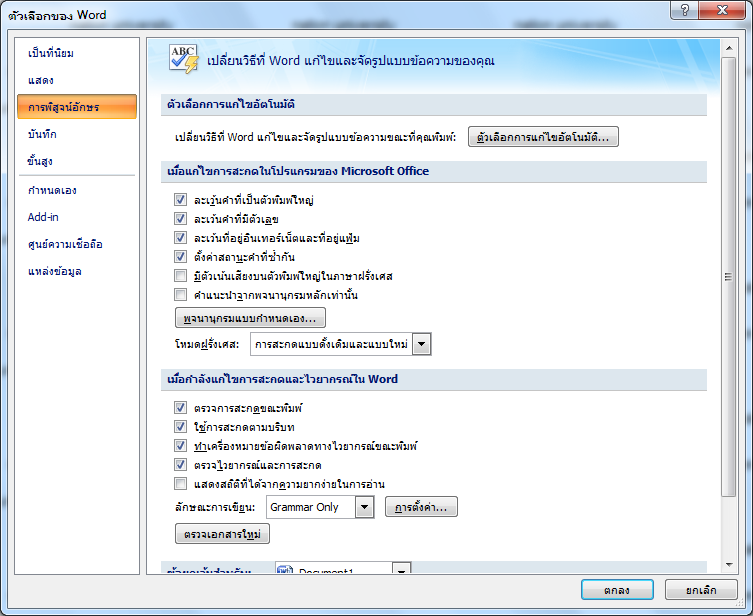 ตัวเลือกของ Word
เป็นที่นิยม
แสดง
การพิสูจน์อักษร
บันทึก
ขั้นสูง
กำหนดเอง
Add-in
ศูนย์ความเชื่อถือ
แหล่งข้อมูล
ABC
เปลี่ยนวิธีที่ Word แก้ไขและจัดรูปแบบข้อความของคุณ
ตัวเลือกการแก้ไขอัตโนมัติ
เปลี่ยนวิธีที่ Word แก้ไขและจัดรูปแบบข้อความขณะที่คุณพิมพ์: ตัวเลือกการแก้ไขอัตโนมัติ...
เมื่อแก้ไขการสะกดในโปรแกรมของ Microsoft Office
ละเว้นคำที่เป็นตัวพิมพ์ใหญ่
ละเว้นคำที่มีตัวเลข
ละเว้นที่อยู่อินเทอร์เน็ตและที่อยู่แฟ้ม
ตั้งค่าสถานะคำที่ซ้ำกัน
มีตัวเน้นเสียงบนตัวพิมพ์ใหญ่ในภาษาฝรั่งเศส
คำแนะนำจากพจนานุกรมหลักเท่านั้น
พจนานุกรมแบบกำหนดเอง...
โหมดฝรั่งเศส: การสะกดแบบดั้งเดิมและแบบใหม่
เมื่อกำลังแก้ไขการสะกดและไวยากรณ์ใน Word
ตรวจการสะกดขณะพิมพ์
ใช้การสะกดตามบริบท
ทำเครื่องหมายข้อผิดพลาดทางไวยากรณ์ขณะพิมพ์
ตรวจไวยากรณ์และการสะกด
แสดงสถิติที่ได้จากความยากง่ายในการอ่าน
ลักษณะการเขียน: Grammar Only การตั้งค่า...
ตรวจเอกสารใหม่
ข้อยกเว้นสำหรับ: Document1
ตกลง ยกเลิก